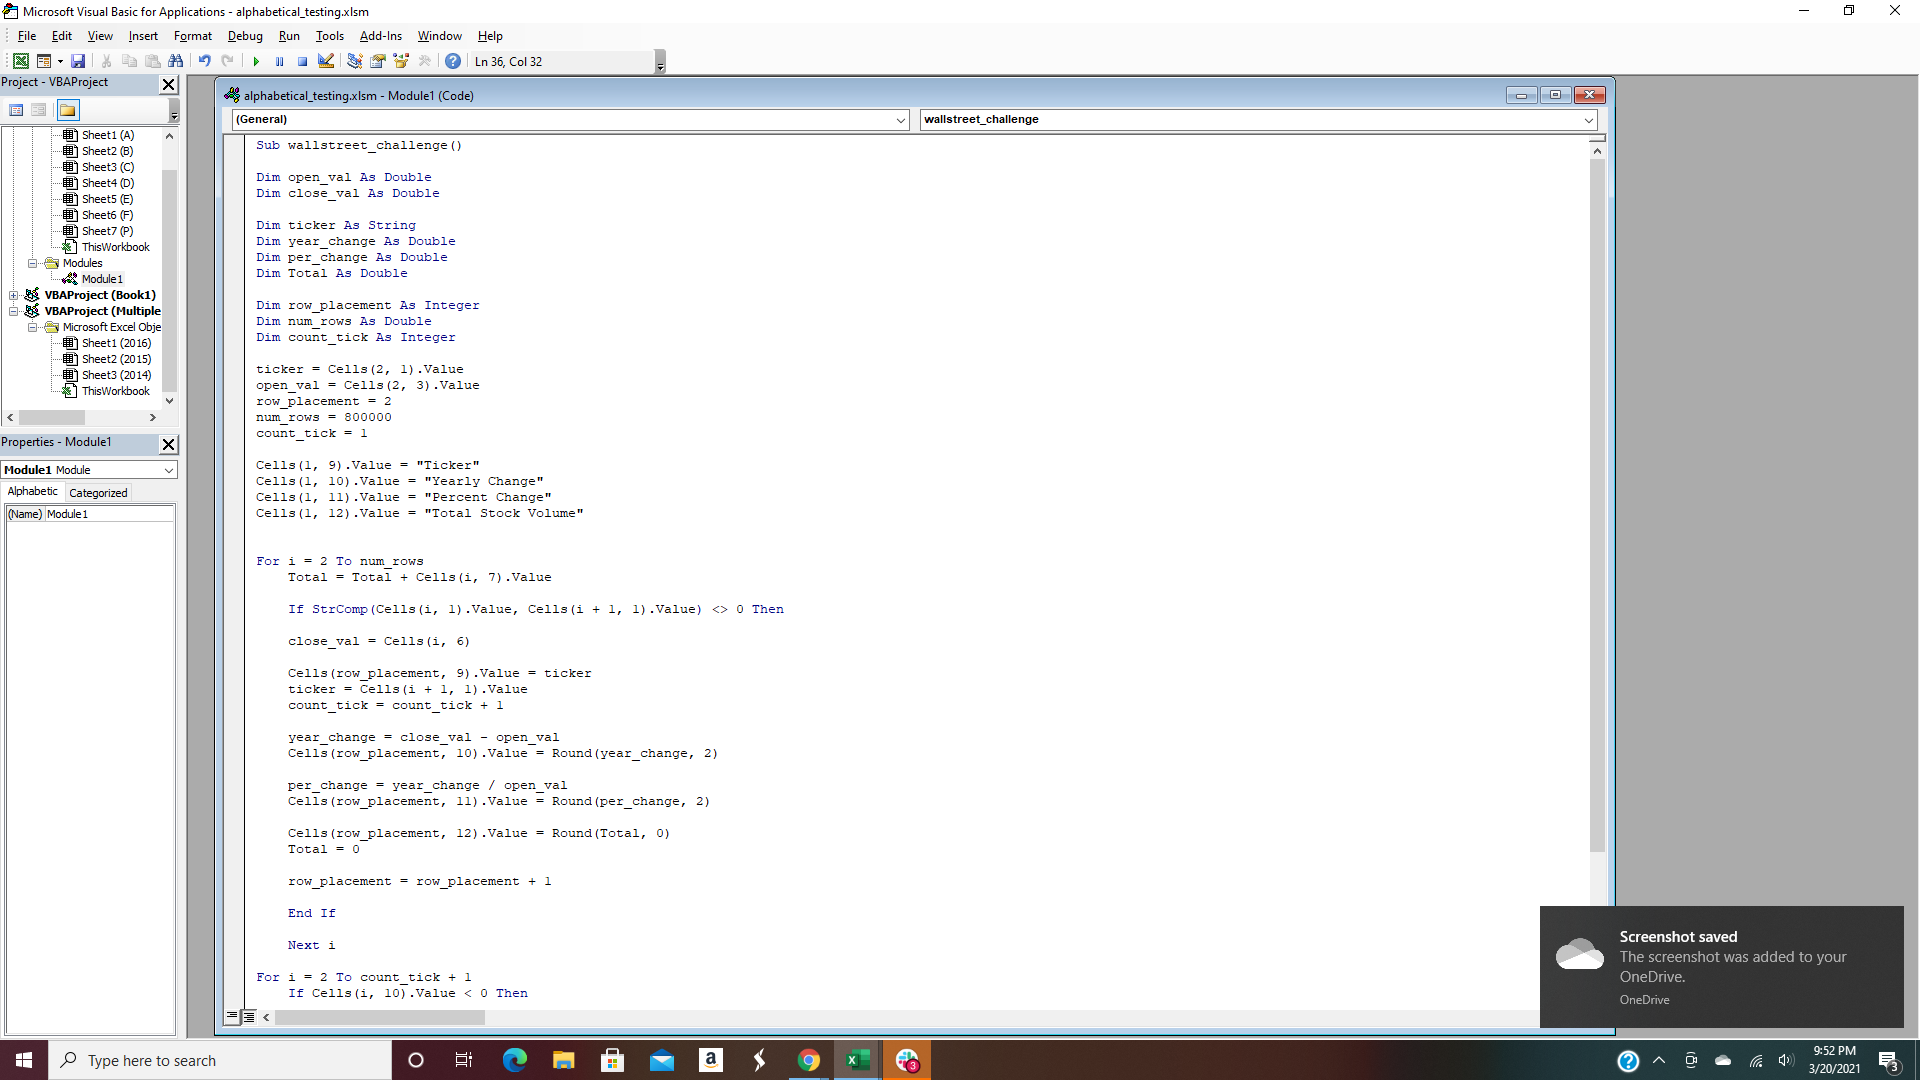 Microsoft Visual Basic for Applications - alphabetical_testing.xlsm
File Edit View Insert Format Debug Run Tools Add-Ins Window Help
Ln 36, Col 32
Project - VBAProject
Sheet1 (A)
Sheet2 (B)
Sheet3 (C)
Sheet4 (D)
Sheet5 (E)
Sheet6 (F)
Sheet7 (P)
ThisWorkbook
Modules
Module1
VBAProject (Book1)
VBAProject (Multiple
Microsoft Excel Obje
Sheet1 (2016)
Sheet2 (2015)
Sheet3 (2014)
ThisWorkbook
Properties - Module1
Module1 Module
Alphabetic Categorized
(Name) Module1
alphabetical_testing.xlsm - Module1 (Code)
(General) wallstreet_challenge
Sub wallstreet_challenge()
Dim open_val As Double
Dim close_val As Double
Dim ticker As String
Dim year_change As Double
Dim per_change As Double
Dim Total As Double
Dim row_placement As Integer
Dim num_rows As Double
Dim count_tick As Integer
ticker = Cells(2, 1).Value
open_val = Cells(2, 3).Value
row_placement = 2
num_rows = 800000
count_tick = 1
Cells(1, 9).Value = "Ticker"
Cells(1, 10).Value = "Yearly Change"
Cells(1, 11).Value = "Percent Change"
Cells(1, 12).Value = "Total Stock Volume"
For i = 2 To num_rows
Total = Total + Cells(i, 7).Value
If StrComp(Cells(i, 1).Value, Cells(i + 1, 1).Value) <> 0 Then
close_val = Cells(i, 6)
Cells(row_placement, 9).Value = ticker
ticker = Cells(i + 1, 1).Value
count_tick = count_tick + 1
year_change = close_val - open_val
Cells(row_placement, 10).Value = Round(year_change, 2)
per_change = year_change / open_val
Cells(row_placement, 11).Value = Round(per_change, 2)
Cells(row_placement, 12).Value = Round(Total, 0)
Total = 0
row_placement = row_placement + 1
End If
Next i
For i = 2 To count_tick + 1
If Cells(i, 10).Value < 0 Then
Screenshot saved
The screenshot was added to your
OneDrive.
OneDrive
Type here to search
a
3
9:52 PM
3/20/2021
3